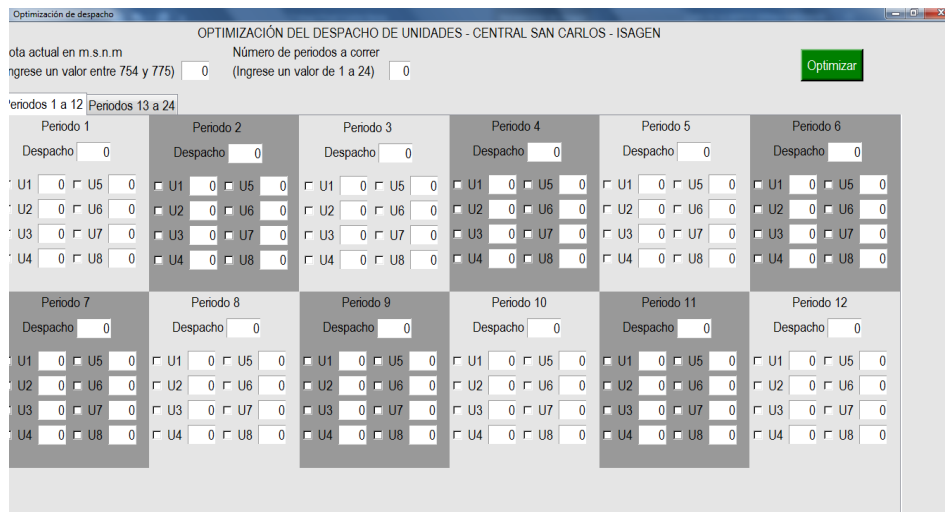 Optimización de despacho
OPTIMIZACIÓN DEL DESPACHO DE UNIDADES - CENTRAL SAN CARLOS - ISAGEN
ota actual en m.s.n.m Número de periodos a correr
ngrese un valor entre 754 y 775) 0 (Ingrese un valor de 1 a 24) 0 Optimizar
Periodos 1 a 12 Periodos 13 a 24
Periodo 1 Periodo 2 Periodo 3 Periodo 4 Periodo 5 Periodo 6
Despacho 0 Despacho 0 Despacho 0 Despacho 0 Despacho 0 Despacho 0
U1 0 U5 0 U1 0 U5 0 U1 0 U5 0 U1 0 U5 0 U1 0 U5 0 U1 0 U5 0
U2 0 U6 0 U2 0 U6 0 U2 0 U6 0 U2 0 U6 0 U2 0 U6 0 U2 0 U6 0
U3 0 U7 0 U3 0 U7 0 U3 0 U7 0 U3 0 U7 0 U3 0 U7 0 U3 0 U7 0
U4 0 U8 0 U4 0 U8 0 U4 0 U8 0 U4 0 U8 0 U4 0 U8 0 U4 0 U8 0
Periodo 7 Periodo 8 Periodo 9 Periodo 10 Periodo 11 Periodo 12
Despacho 0 Despacho 0 Despacho 0 Despacho 0 Despacho 0 Despacho 0
U1 0 U5 0 U1 0 U5 0 U1 0 U5 0 U1 0 U5 0 U1 0 U5 0 U1 0 U5 0
U2 0 U6 0 U2 0 U6 0 U2 0 U6 0 U2 0 U6 0 U2 0 U6 0 U2 0 U6 0
U3 0 U7 0 U3 0 U7 0 U3 0 U7 0 U3 0 U7 0 U3 0 U7 0 U3 0 U7 0
U4 0 U8 0 U4 0 U8 0 U4 0 U8 0 U4 0 U8 0 U4 0 U8 0 U4 0 U8 0